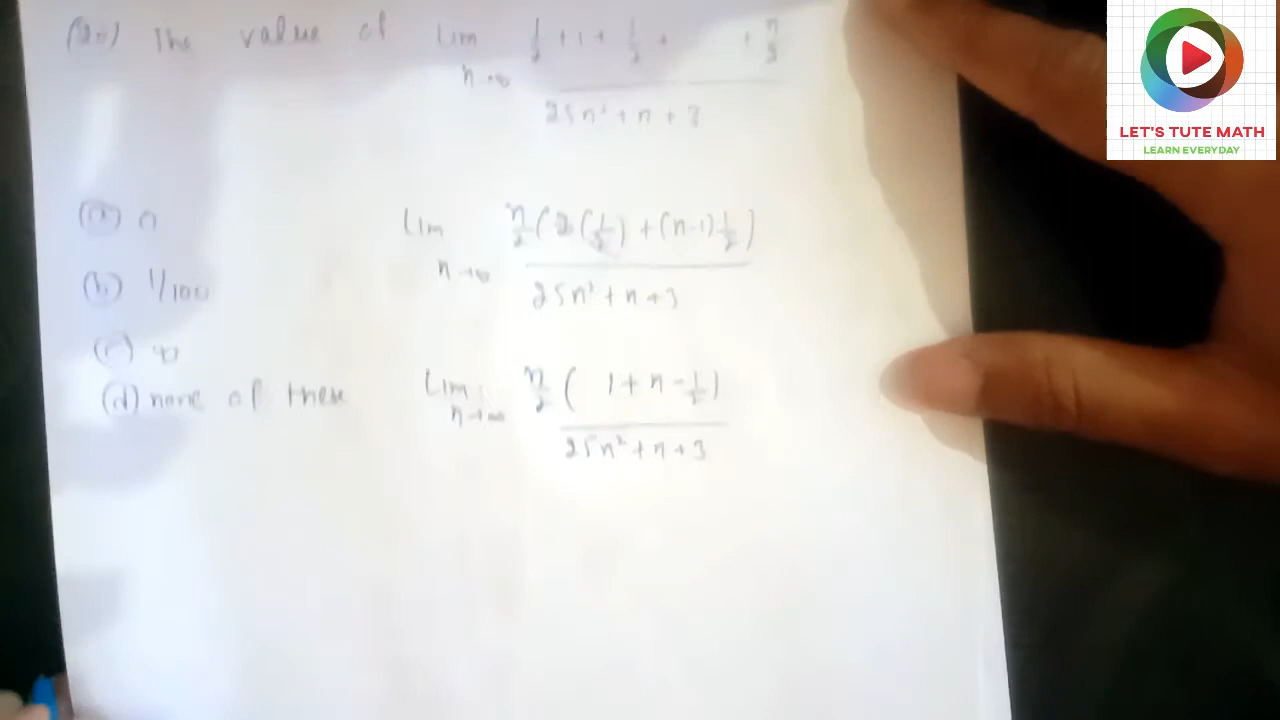 The value of lim 1/2 + 1 + 1/2 + + n/2
n→∞
25n² + n + 3
(a) 0
(b) 1/100
(c) ∞
(d) none of these
Lim n/2 ( 2 (1/2) + (n-1) 1/2 )
n→∞
25n² + n + 3
Lim n/2 ( 1 + n - 1/2 )
n→∞
25n² + n + 3
LET'S TUTE MATH
LEARN EVERYDAY